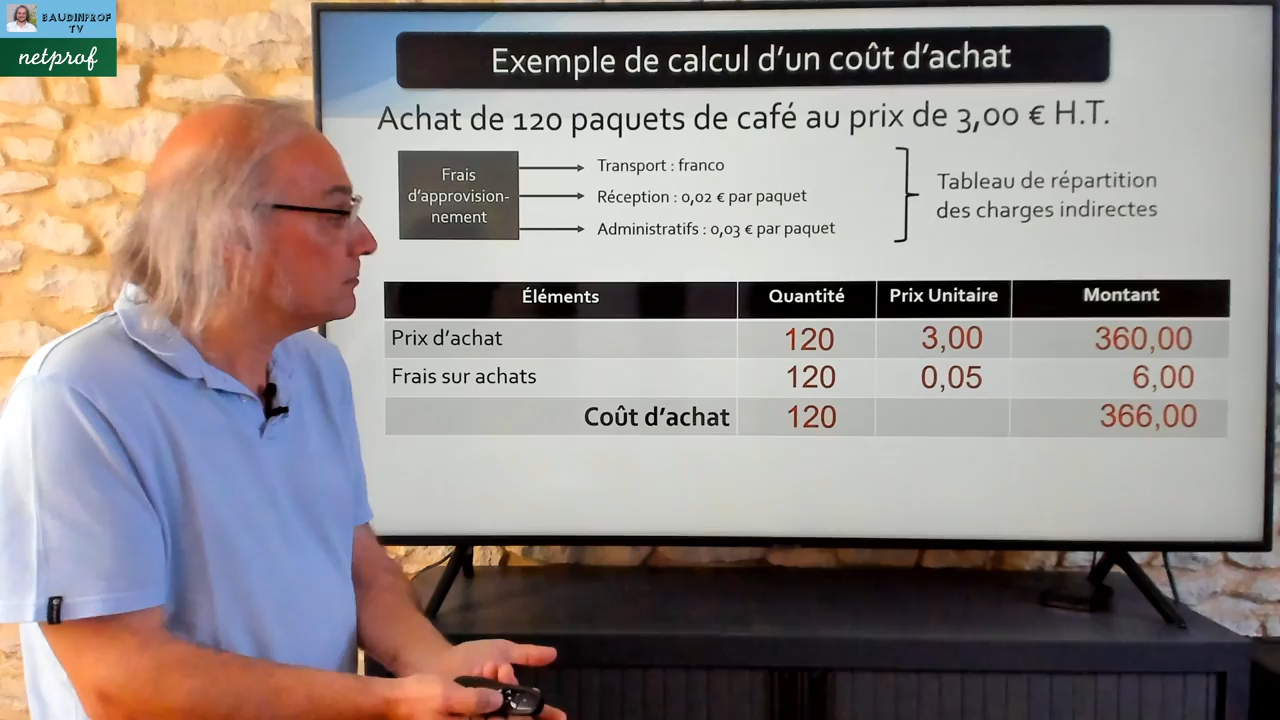 BAUDINPROF
TV
netprof
Exemple de calcul d'un coût d'achat
Achat de 120 paquets de café au prix de 3,00 € H.T.
Frais
d'approvision-
nement
Transport : franco
Réception : 0,02 € par paquet
Administratifs : 0,03 € par paquet
Tableau de répartition
des charges indirectes
Éléments Quantité Prix Unitaire Montant
Prix d'achat 120 3,00 360,00
Frais sur achats 120 0,05 6,00
Coût d'achat 120 366,00